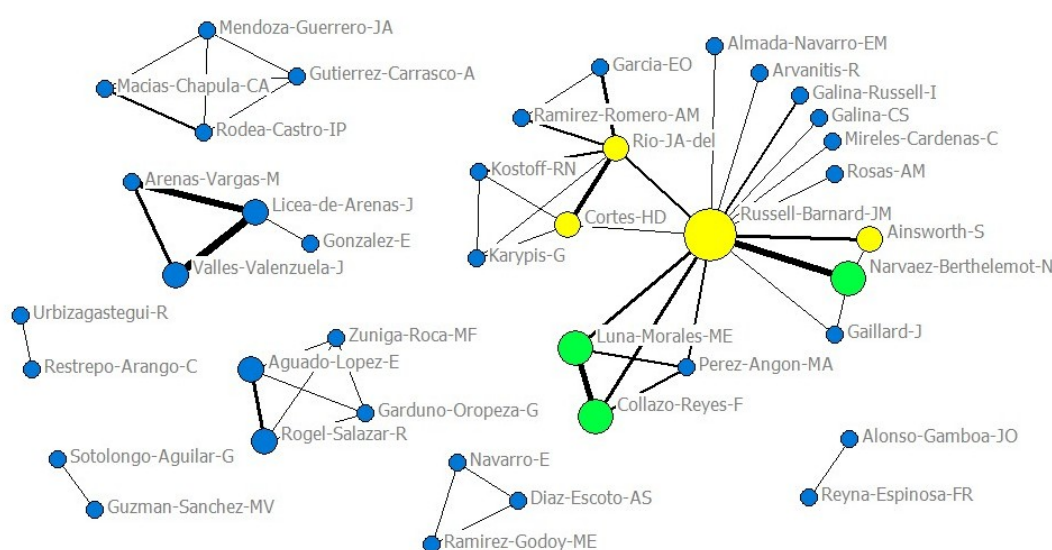 Mendoza-Guerrero-JA
Gutierrez-Carrasco-A
Macias-Chapula-CA
Rodea-Castro-IP
Arenas-Vargas-M
Licea-de-Arenas-J
Gonzalez-E
Valles-Valenzuela-J
Urbizagastegui-R
Restrepo-Arango-C
Zuniga-Roca-MF
Aguado-Lopez-E
Garduno-Oropeza-G
Rogel-Salazar-R
Sotolongo-Aguilar-G
Guzman-Sanchez-MV
Navarro-E
Diaz-Escoto-AS
Ramirez-Godoy-ME
Garcia-EO
Ramirez-Romero-AM
Rio-JA-del
Kostoff-RN
Cortes-HD
Karypis-G
Almada-Navarro-EM
Arvanitis-R
Galina-Russell-I
Galina-CS
Mireles-Cardenas-C
Rosas-AM
Russell-Barnard-JM
Ainsworth-S
Narvaez-Berthelemot-N
Gaillard-J
Luna-Morales-ME
Perez-Angon-MA
Collazo-Reyes-F
Alonso-Gamboa-JO
Reyna-Espinosa-FR